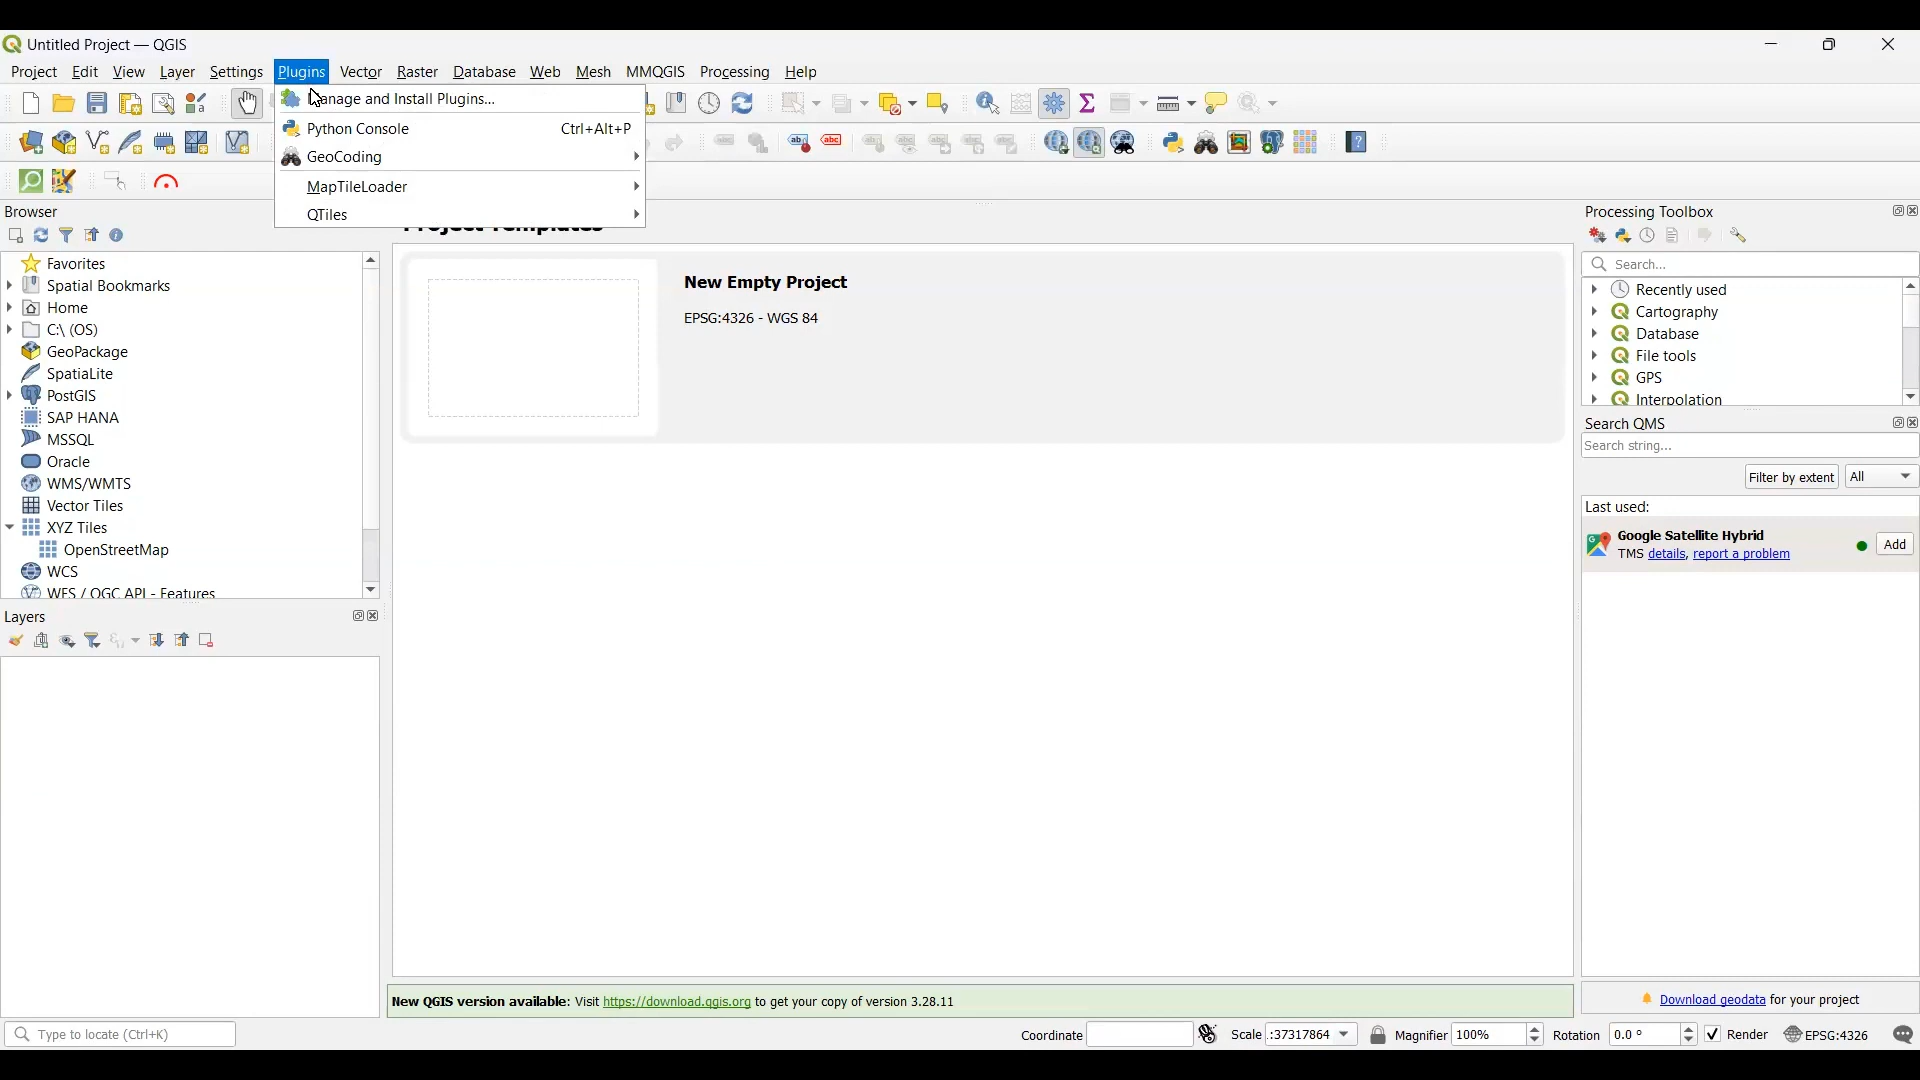 Untitled Project — QGIS
Project Edit View Layer Settings Plugins Vector Raster Database Web Mesh MMQGIS Processing Help
anage and Install Plugins...
Python Console Ctrl+Alt+P
GeoCoding
MapTileLoader
QTiles
Browser
Favorites
Spatial Bookmarks
Home
C:\ (OS)
GeoPackage
SpatiaLite
PostGIS
SAP HANA
MSSQL
Oracle
WMS/WMTS
Vector Tiles
XYZ Tiles
OpenStreetMap
WCS
WFS / OGC API - Features
Layers
Project Templates
New Empty Project
EPSG:4326 - WGS 84
Processing Toolbox
Search...
Recently used
Cartography
Database
File tools
GPS
Interpolation
Search QMS
Search string...
Filter by extent All
Last used:
Google Satellite Hybrid
TMS details, report a problem
Add
Download geodata for your project
New QGIS version available: Visit https://download.qgis.org to get your copy of version 3.28.11
Type to locate (Ctrl+K)
Coordinate Scale :37317864 Magnifier 100% Rotation 0.0 ° Render EPSG:4326